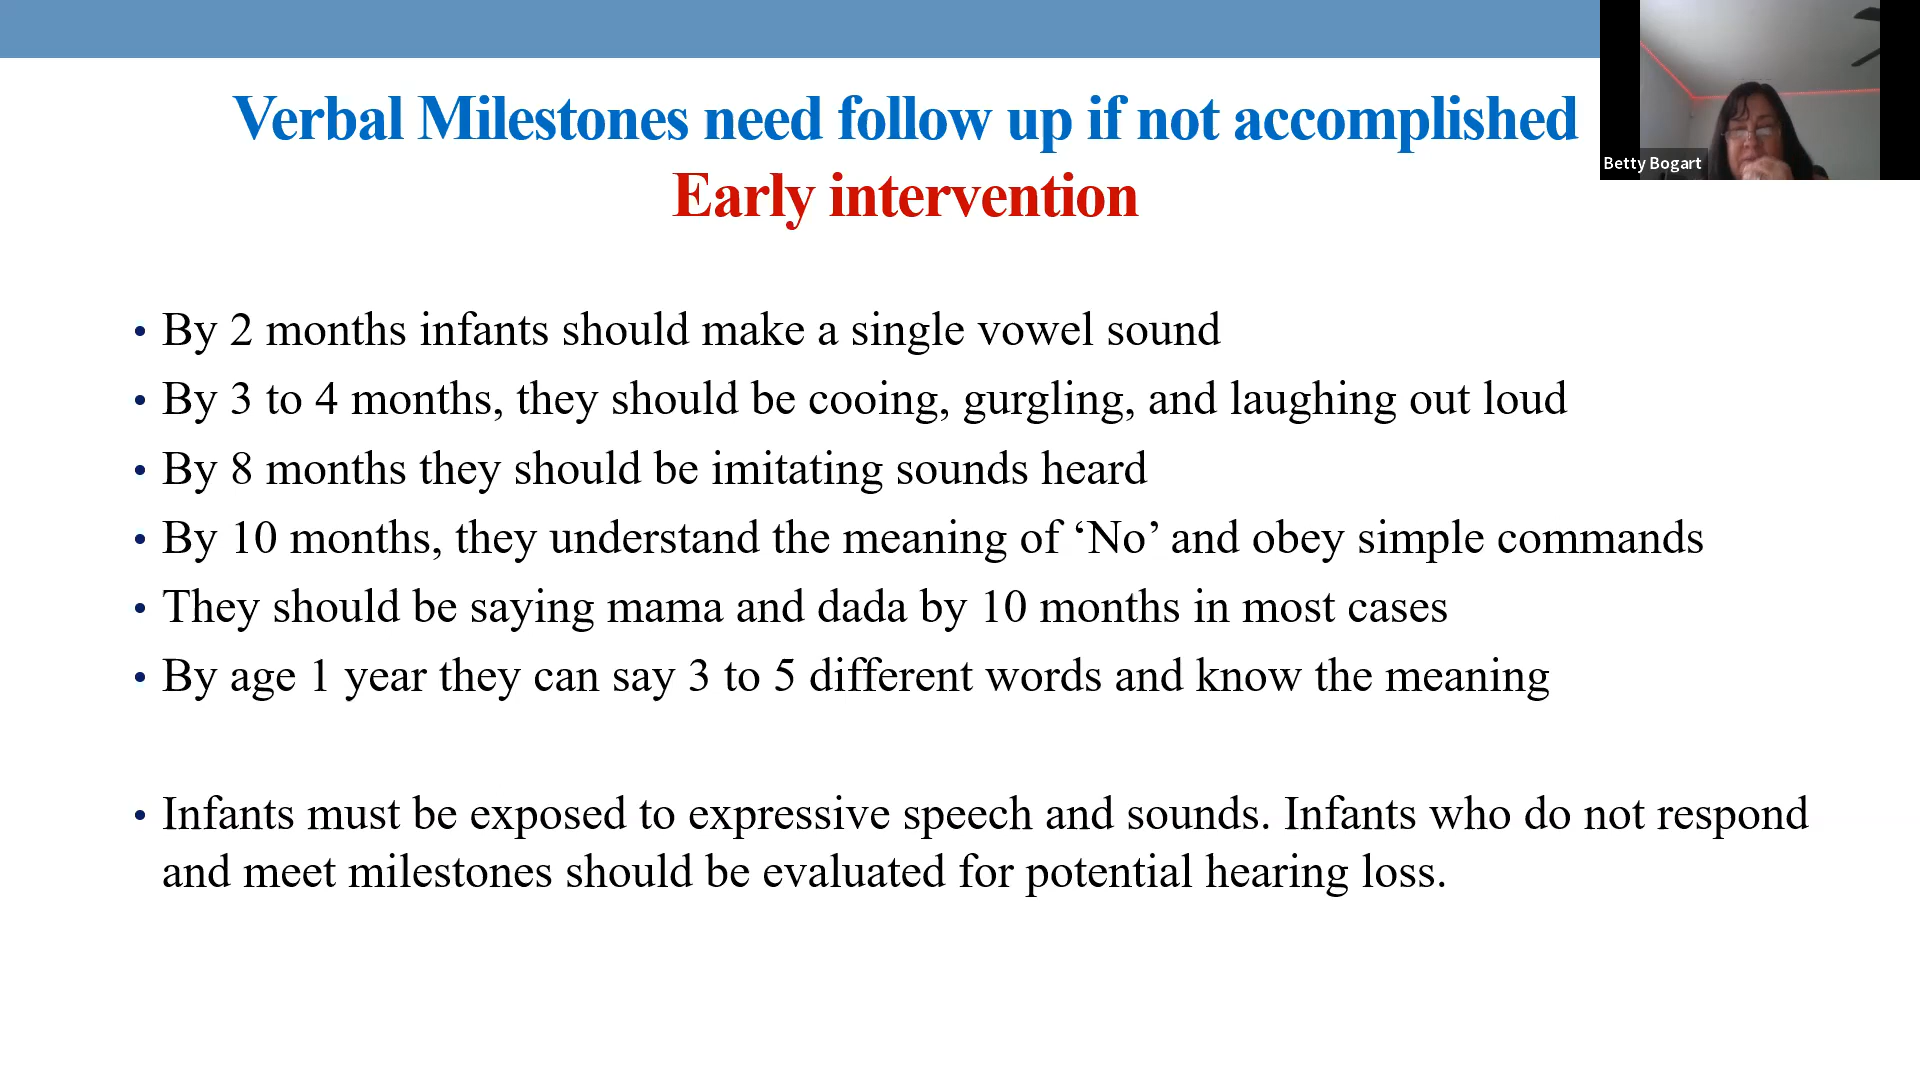 Verbal Milestones need follow up if not accomplished
Early intervention
Betty Bogart
• By 2 months infants should make a single vowel sound
• By 3 to 4 months, they should be cooing, gurgling, and laughing out loud
• By 8 months they should be imitating sounds heard
• By 10 months, they understand the meaning of ‘No’ and obey simple commands
• They should be saying mama and dada by 10 months in most cases
• By age 1 year they can say 3 to 5 different words and know the meaning
• Infants must be exposed to expressive speech and sounds. Infants who do not respond
and meet milestones should be evaluated for potential hearing loss.